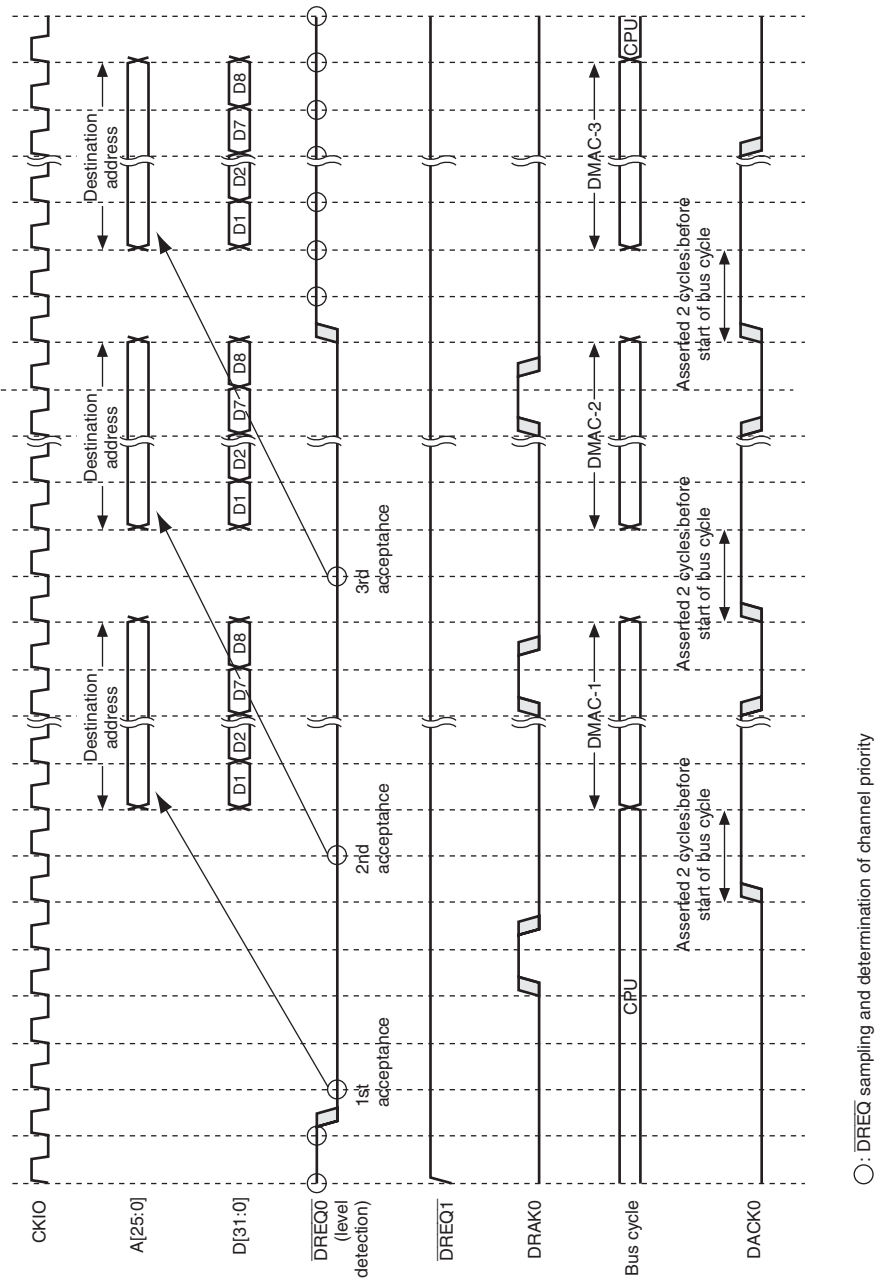 CKIO
A[25:0]
Destination
address
Destination
address
Destination
address
D[31:0]
D1 D2 D7 D8 D1 D2 D7 D8 D1 D2 D7 D8
DREQ0
(level
detection)
1st
acceptance
2nd
acceptance
3rd
acceptance
DREQ1
DRAK0
Bus cycle
CPU DMAC-1 DMAC-2 DMAC-3 CPU
DACK0
Asserted 2 cycles before
start of bus cycle
Asserted 2 cycles before
start of bus cycle
Asserted 2 cycles before
start of bus cycle
: DREQ sampling and determination of channel priority